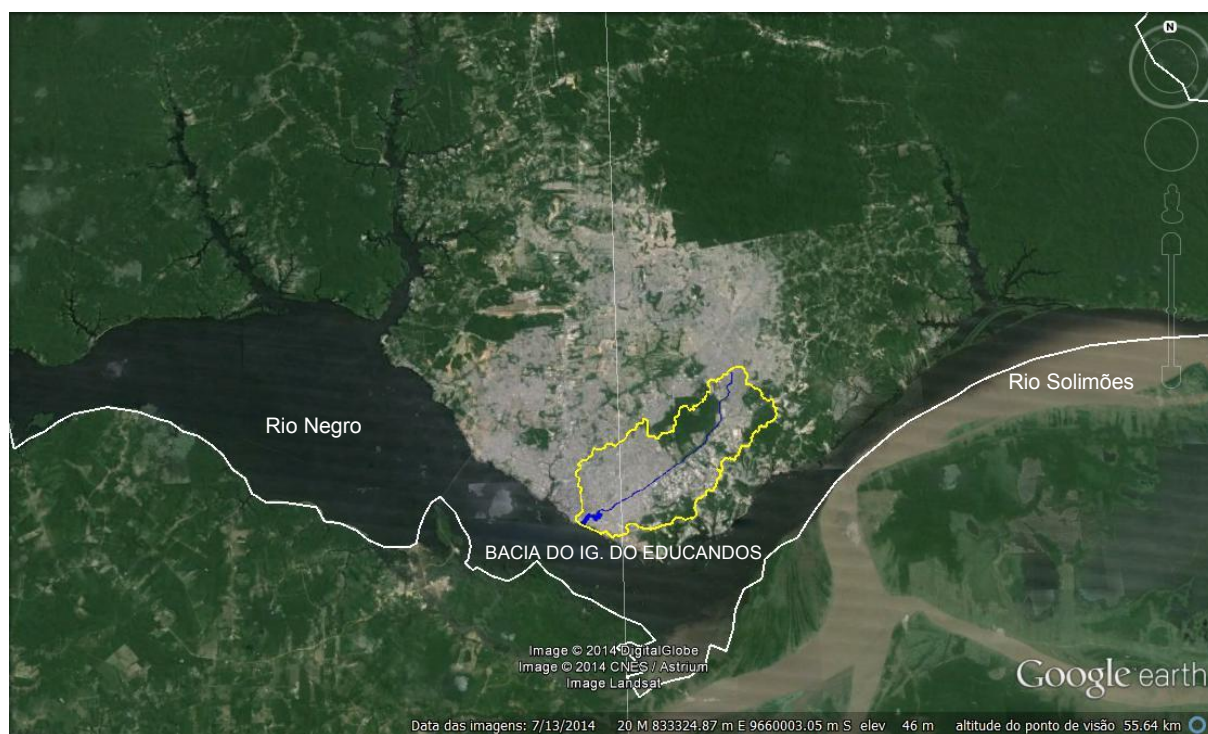 N
Rio Solimões
Rio Negro
BACIA DO IG. DO EDUCANDOS
Image © 2014 DigitalGlobe
Image © 2014 CNES / Astrium
Image Landsat
Google earth
Data das imagens: 7/13/2014 20 M 833324.87 m E 9660003.05 m S elev 46 m altitude do ponto de visão 55.64 km